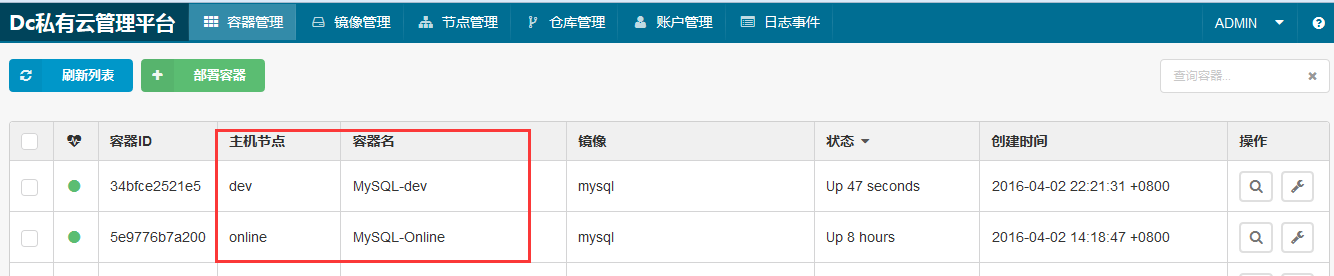 Dc私有云管理平台 容器管理 镜像管理 节点管理 仓库管理 账户管理 日志事件 ADMIN
刷新列表 部署容器 查询容器...
容器ID 主机节点 容器名 镜像 状态 创建时间 操作
34bfce2521e5 dev MySQL-dev mysql Up 47 seconds 2016-04-02 22:21:31 +0800
5e9776b7a200 online MySQL-Online mysql Up 8 hours 2016-04-02 14:18:47 +0800